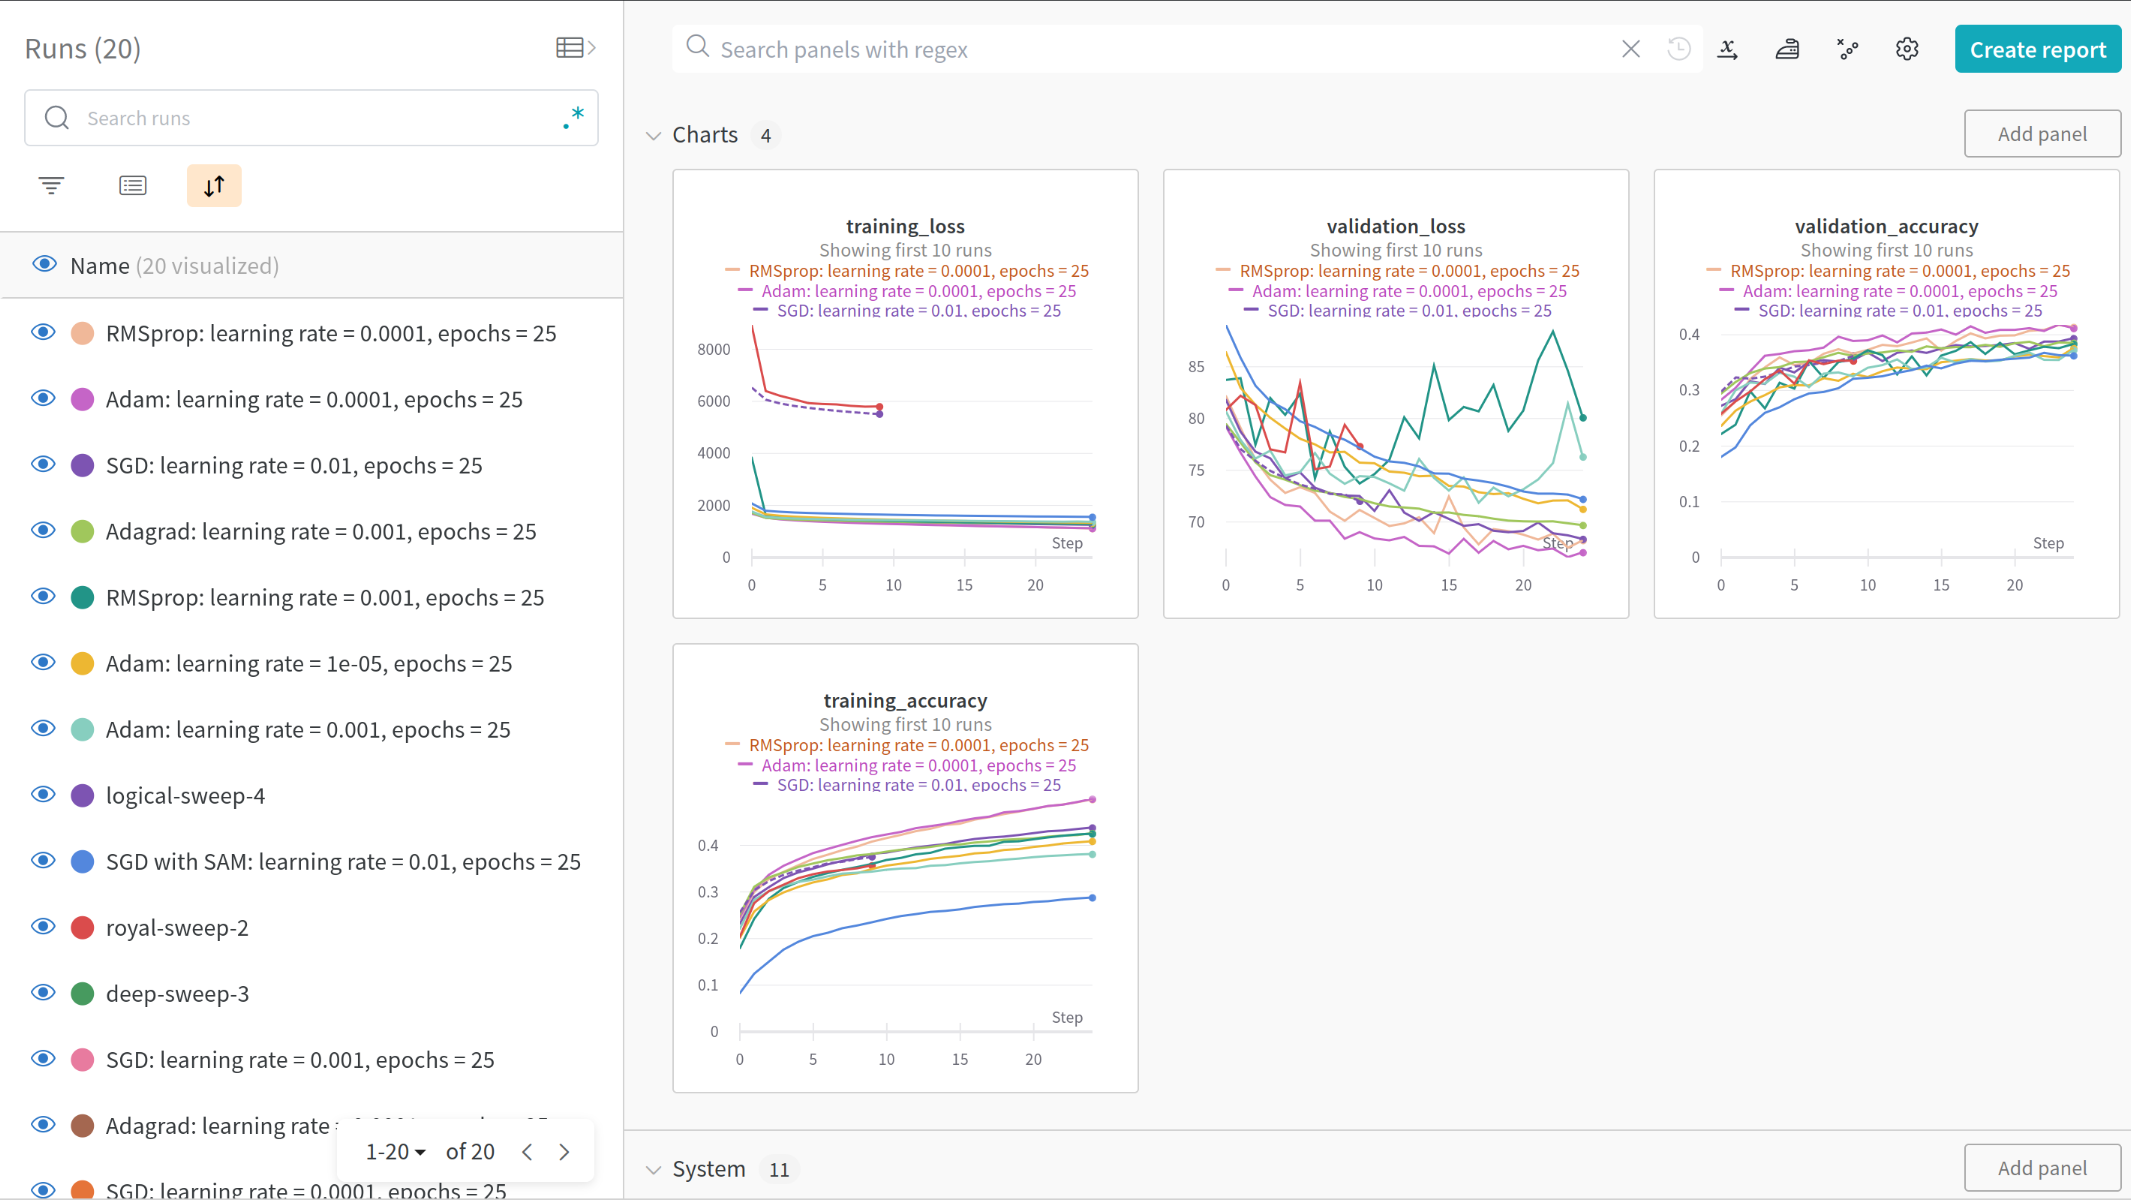 Runs (20)
Search runs
.*
Name (20 visualized)
RMSprop: learning rate = 0.0001, epochs = 25
Adam: learning rate = 0.0001, epochs = 25
SGD: learning rate = 0.01, epochs = 25
Adagrad: learning rate = 0.001, epochs = 25
RMSprop: learning rate = 0.001, epochs = 25
Adam: learning rate = 1e-05, epochs = 25
Adam: learning rate = 0.001, epochs = 25
logical-sweep-4
SGD with SAM: learning rate = 0.01, epochs = 25
royal-sweep-2
deep-sweep-3
SGD: learning rate = 0.001, epochs = 25
Adagrad: learning rate
1-20 of 20
SGD: learning rate = 0.0001, epochs = 25
Search panels with regex
Create report
Charts 4
Add panel
training_loss
Showing first 10 runs
RMSprop: learning rate = 0.0001, epochs = 25
Adam: learning rate = 0.0001, epochs = 25
SGD: learning rate = 0.01, epochs = 25
8000
6000
4000
2000
0
Step
0 5 10 15 20
validation_loss
Showing first 10 runs
RMSprop: learning rate = 0.0001, epochs = 25
Adam: learning rate = 0.0001, epochs = 25
SGD: learning rate = 0.01, epochs = 25
85
80
75
70
Step
0 5 10 15 20
validation_accuracy
Showing first 10 runs
RMSprop: learning rate = 0.0001, epochs = 25
Adam: learning rate = 0.0001, epochs = 25
SGD: learning rate = 0.01, epochs = 25
0.4
0.3
0.2
0.1
0
Step
0 5 10 15 20
training_accuracy
Showing first 10 runs
RMSprop: learning rate = 0.0001, epochs = 25
Adam: learning rate = 0.0001, epochs = 25
SGD: learning rate = 0.01, epochs = 25
0.4
0.3
0.2
0.1
0
Step
0 5 10 15 20
System 11
Add panel